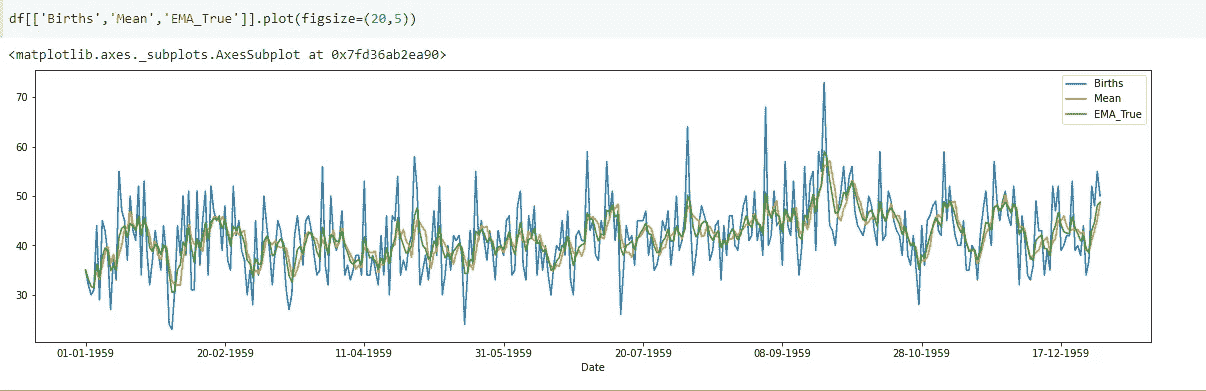 df[['Births','Mean','EMA_True']].plot(figsize=(20,5))
<matplotlib.axes._subplots.AxesSubplot at 0x7fd36ab2ea90>
70
60
50
40
30
Births
Mean
EMA_True
01-01-1959
20-02-1959
11-04-1959
31-05-1959
20-07-1959
08-09-1959
28-10-1959
17-12-1959
Date